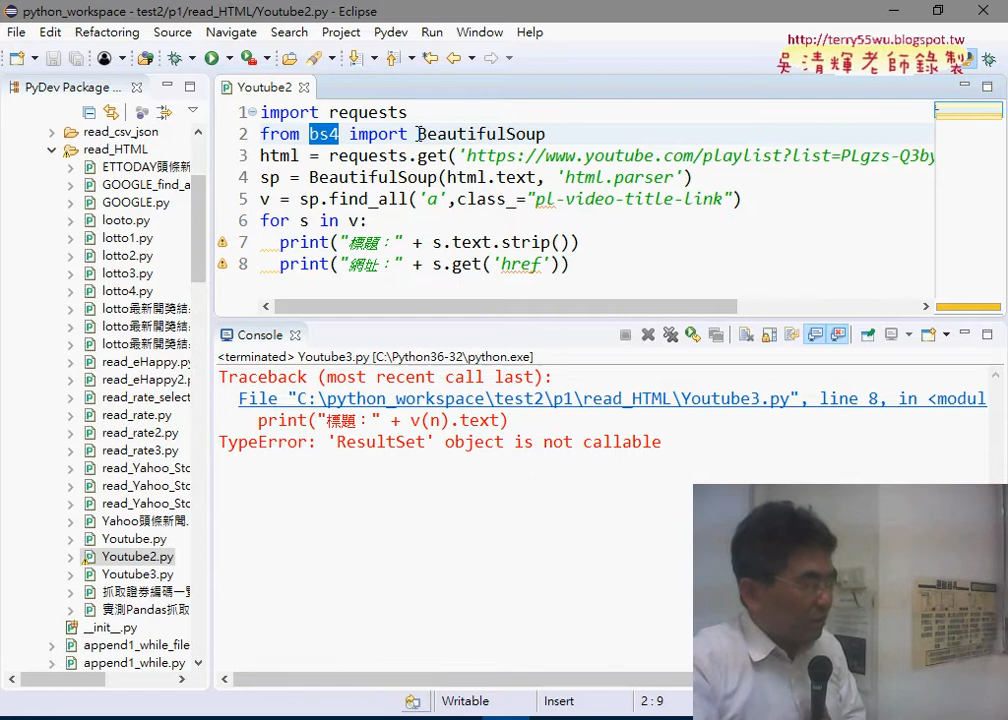 python_workspace - test2/p1/read_HTML/Youtube2.py - Eclipse
File Edit Refactoring Source Navigate Search Project Pydev Run Window Help
http://terry55wu.blogspot.tw
吳清輝老師錄製
PyDev Package
read_csv_json
read_HTML
ETTODAY頭條新
GOOGLE_find_a
GOOGLE.py
looto.py
lotto1.py
lotto2.py
lotto3.py
lotto4.py
lotto最新開獎結
lotto最新開獎結
lotto最新開獎結
read_eHappy.py
read_eHappy2.p
read_rate_select
read_rate.py
read_rate2.py
read_rate3.py
read_Yahoo_Sto
read_Yahoo_Sto
read_Yahoo_Sto
Yahoo頭條新聞.
Youtube.py
Youtube2.py
Youtube3.py
抓取證券編碼一覽
實測Pandas抓取
__init__.py
append1_while_file
append1_while.py
Youtube2
1 import requests
2 from bs4 import BeautifulSoup
3 html = requests.get('https://www.youtube.com/playlist?list=PLgzs-Q3by
4 sp = BeautifulSoup(html.text, 'html.parser')
5 v = sp.find_all('a',class_="pl-video-title-link")
6 for s in v:
7 print("標題：" + s.text.strip())
8 print("網址：" + s.get('href'))
Console
<terminated> Youtube3.py [C:\Python36-32\python.exe]
Traceback (most recent call last):
File "C:\python_workspace\test2\p1\read_HTML\Youtube3.py", line 8, in <modul
print("標題：" + v(n).text)
TypeError: 'ResultSet' object is not callable
Writable Insert 2:9